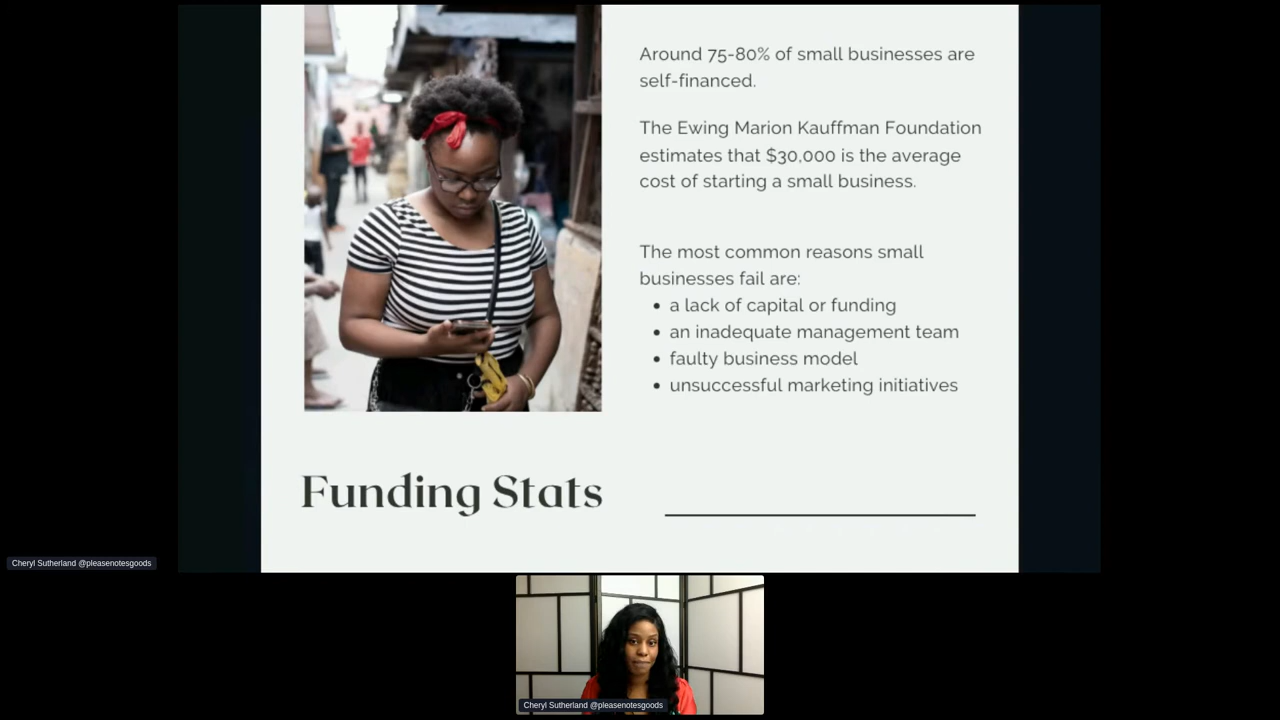 Around 75-80% of small businesses are
self-financed.
The Ewing Marion Kauffman Foundation
estimates that $30,000 is the average
cost of starting a small business.
The most common reasons small
businesses fail are:
• a lack of capital or funding
• an inadequate management team
• faulty business model
• unsuccessful marketing initiatives
Funding Stats
Cheryl Sutherland @pleasenotesgoods
Cheryl Sutherland @pleasenotesgoods